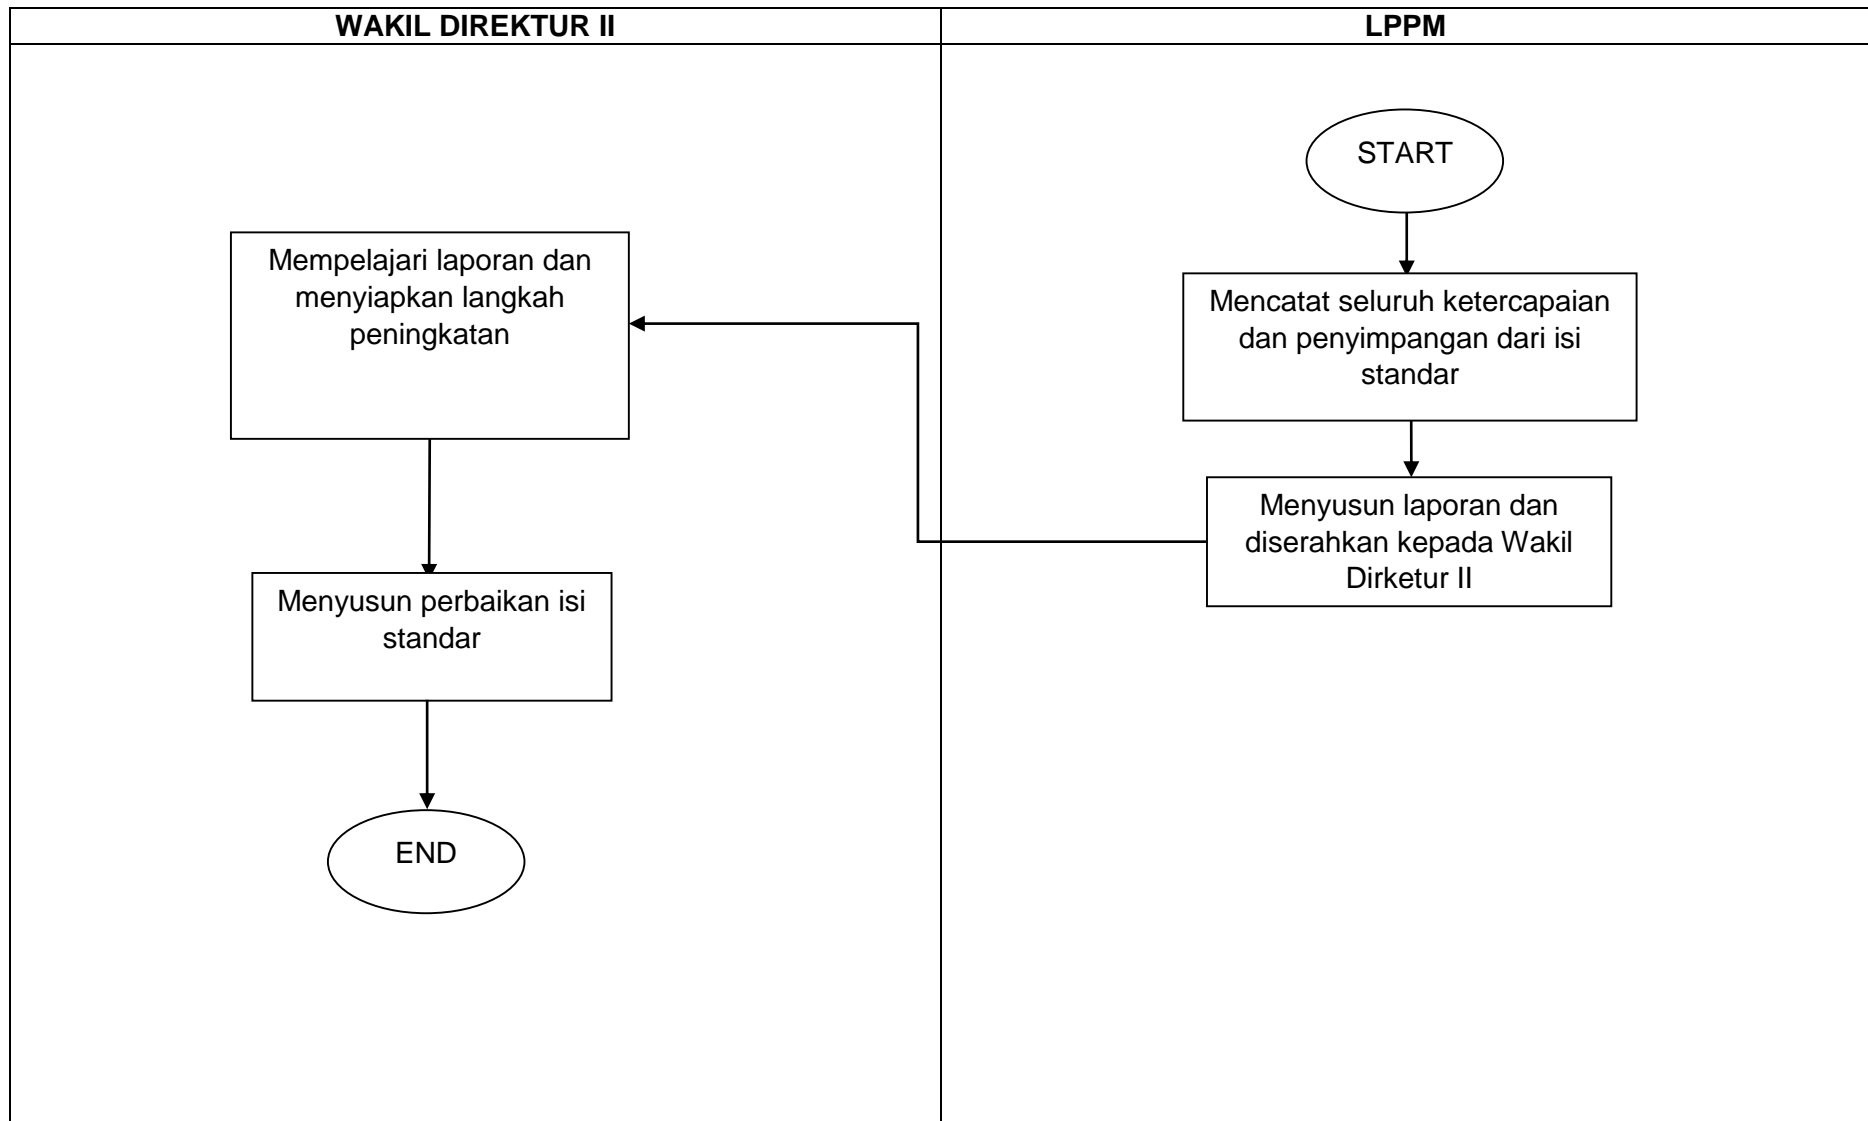 WAKIL DIREKTUR II
LPPM
START
Mencatat seluruh ketercapaian
dan penyimpangan dari isi
standar
Menyusun laporan dan
diserahkan kepada Wakil
Dirketur II
Mempelajari laporan dan
menyiapkan langkah
peningkatan
Menyusun perbaikan isi
standar
END